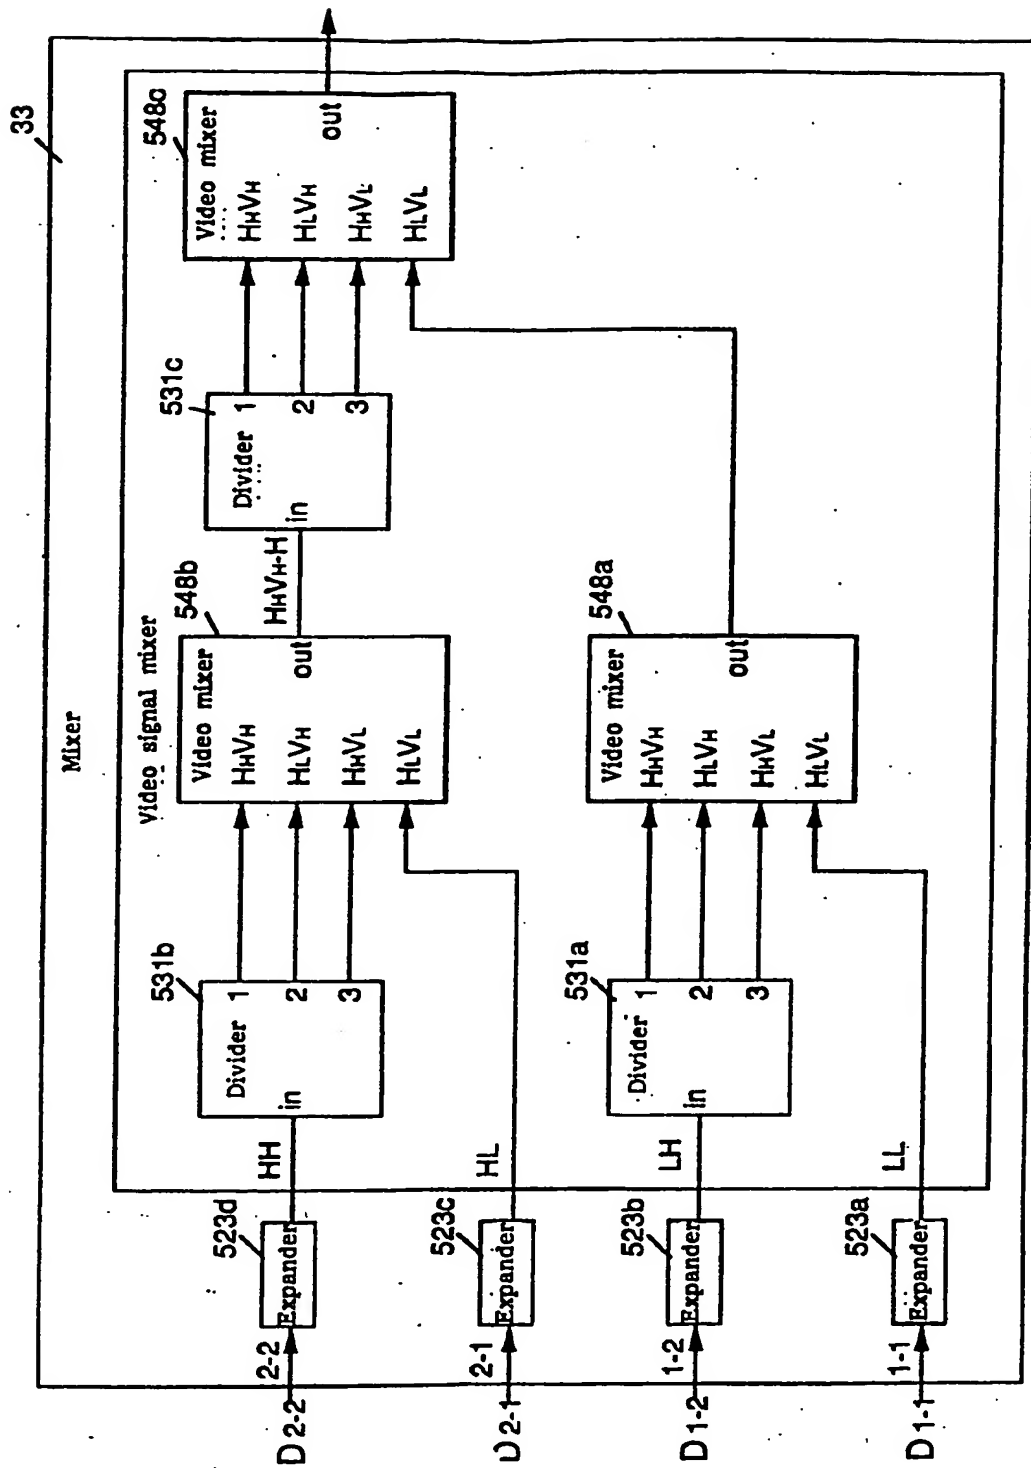 33
Mixer
Video signal mixer
D2-2
2-2
523d
Expander
HH
531b
Divider
in
1
2
3
548b
Video mixer
HHVH
HLVH
HHVL
HLVL
out
HHVH-H
531c
Divider
in
1
2
3
548c
Video mixer
HHVH
HLVH
HHVL
HLVL
out
D2-1
2-1
523c
Expander
HL
D1-2
1-2
523b
Expander
LH
531a
Divider
in
1
2
3
548a
Video mixer
HHVH
HLVH
HHVL
HLVL
out
D1-1
1-1
523a
Expander
LL